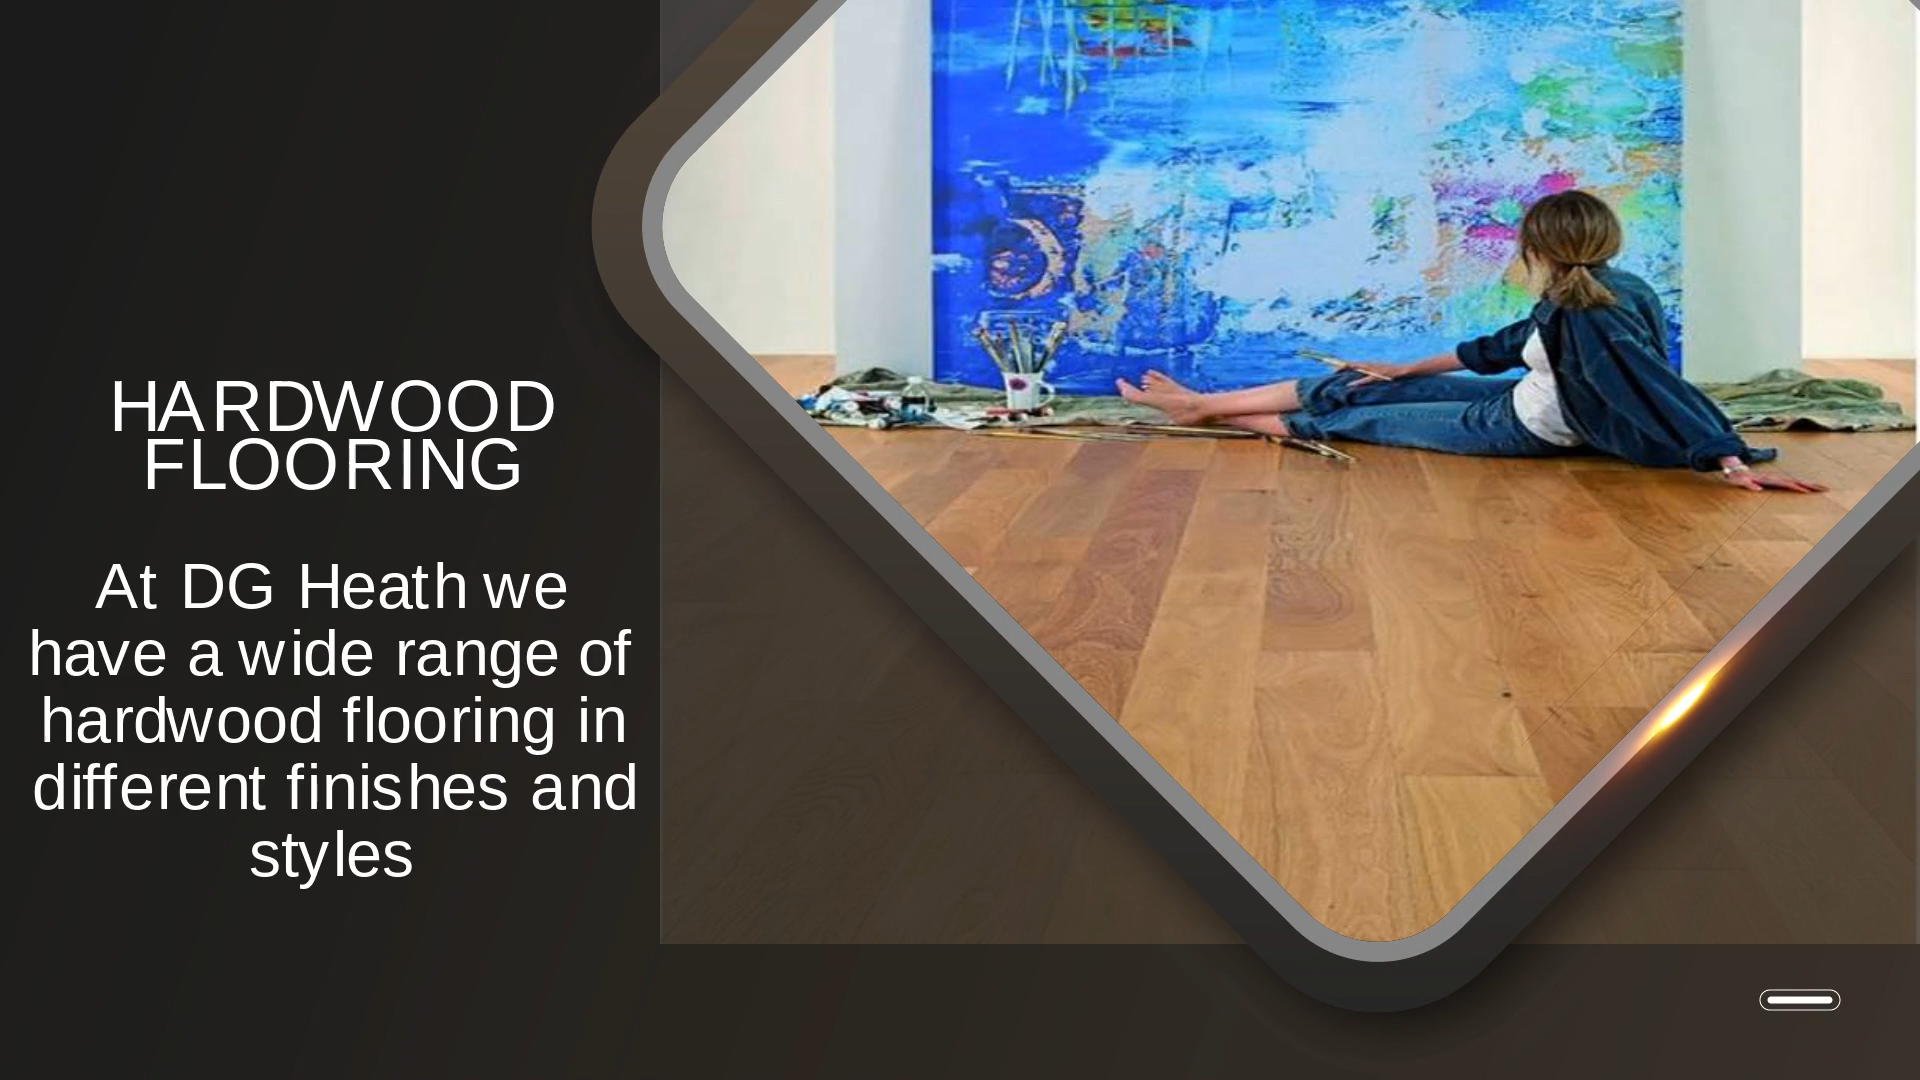 HARDWOOD
FLOORING
At DG Heath we
have a wide range of
hardwood flooring in
different finishes and
styles